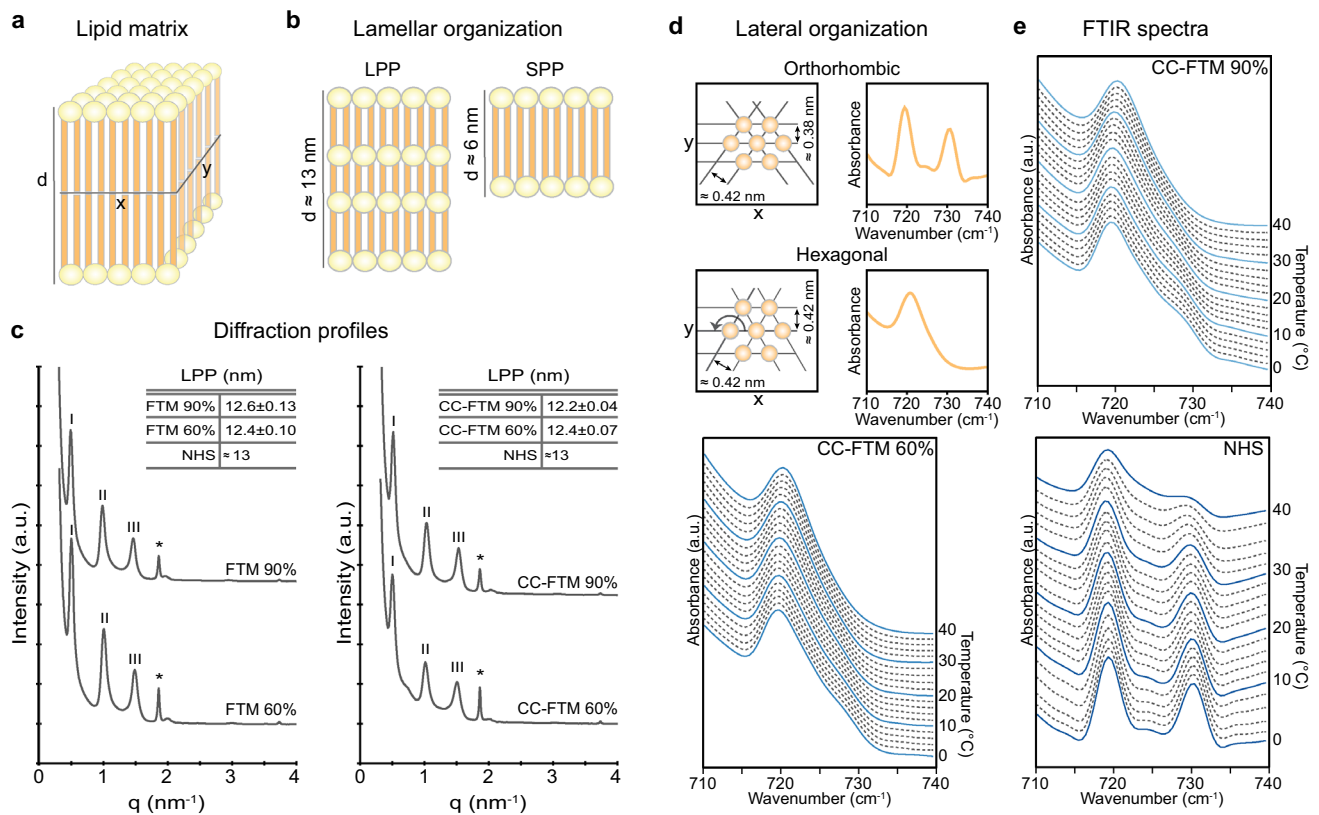 a
Lipid matrix
d
x
y
b
Lamellar organization
LPP
SPP
d ≈ 13 nm
d ≈ 6 nm
c
Diffraction profiles
Intensity (a.u.)
LPP (nm)
FTM 90% 12.6±0.13
FTM 60% 12.4±0.10
NHS ≈ 13
I
II
III
*
FTM 90%
I
II
III
*
FTM 60%
0 1 2 3 4
q (nm-1)
LPP (nm)
CC-FTM 90% 12.2±0.04
CC-FTM 60% 12.4±0.07
NHS ≈13
I
II
III
*
CC-FTM 90%
I
II
III
*
CC-FTM 60%
0 1 2 3 4
q (nm-1)
d
Lateral organization
Orthorhombic
y
≈ 0.38 nm
≈ 0.42 nm
x
Absorbance
710 720 730 740
Wavenumber (cm-1)
Hexagonal
y
≈ 0.42 nm
≈ 0.42 nm
x
Absorbance
710 720 730 740
Wavenumber (cm-1)
e
FTIR spectra
CC-FTM 90%
Absorbance (a.u.)
40
30
20
10
0
Temperature (°C)
710 720 730 740
Wavenumber (cm-1)
CC-FTM 60%
Absorbance (a.u.)
40
30
20
10
0
Temperature (°C)
710 720 730 740
Wavenumber (cm-1)
NHS
Absorbance (a.u.)
40
30
20
10
0
Temperature (°C)
710 720 730 740
Wavenumber (cm-1)